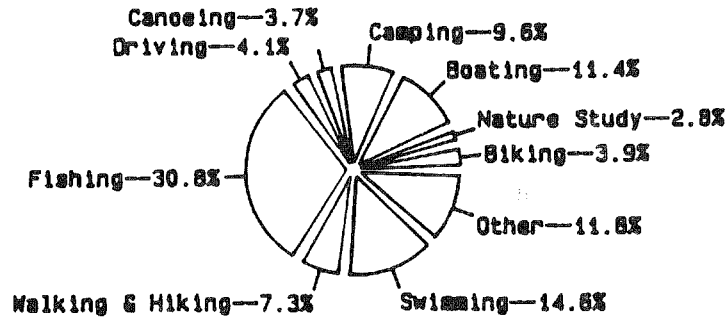 Canoeing—3.7%
Driving—4.1%
Camping—9.6%
Boating—11.4%
Nature Study—2.8%
Biking—3.9%
Fishing—30.8%
Other—11.8%
Walking & Hiking—7.3%
Swimming—14.6%